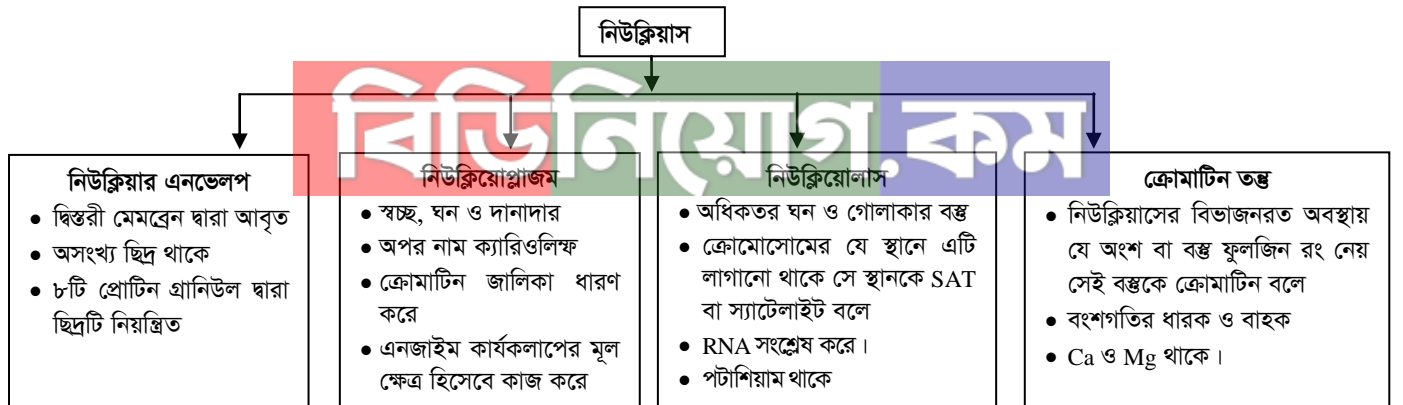 নিউক্লিয়াস
বিডিনিয়োগ.কম
নিউক্লিয়ার এনভেলপ
● দ্বিস্তরী মেমব্রেন দ্বারা আবৃত
● অসংখ্য ছিদ্র থাকে
● ৮টি প্রোটিন গ্রানিউল দ্বারা
ছিদ্রটি নিয়ন্ত্রিত
নিউক্লিয়োপ্লাজম
● স্বচ্ছ, ঘন ও দানাদার
● অপর নাম ক্যারিওলিম্ফ
● ক্রোমাটিন জালিকা ধারণ
করে
● এনজাইম কার্যকলাপের মূল
ক্ষেত্র হিসেবে কাজ করে
নিউক্লিয়োলাস
● অধিকতর ঘন ও গোলাকার বস্তু
● ক্রোমোসোমের যে স্থানে এটি
লাগানো থাকে সে স্থানকে SAT
বা স্যাটেলাইট বলে
● RNA সংশ্লেষ করে।
● পটাশিয়াম থাকে
ক্রোমাটিন তন্তু
● নিউক্লিয়াসের বিভাজনরত অবস্থায়
যে অংশ বা বস্তু ফুলজিন রং নেয়
সেই বস্তুকে ক্রোমাটিন বলে
● বংশগতির ধারক ও বাহক
● Ca ও Mg থাকে।